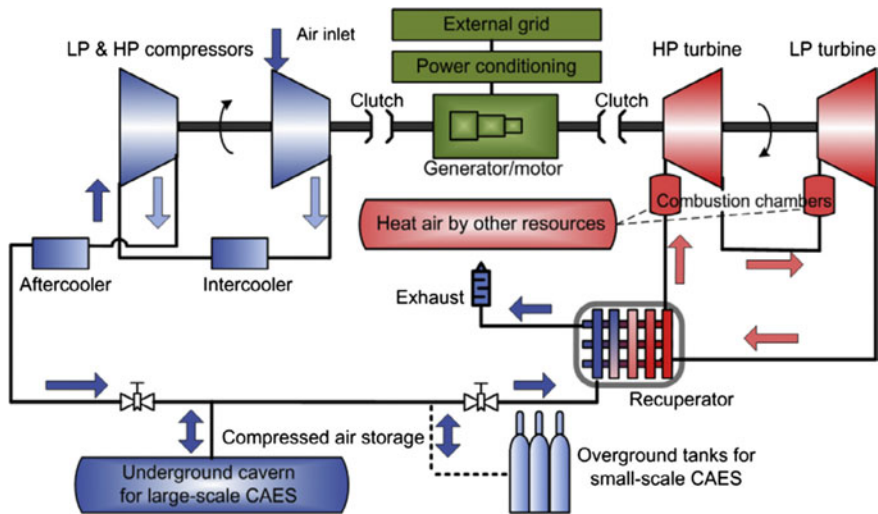 External grid
Air inlet
LP & HP compressors
HP turbine
LP turbine
Power conditioning
Clutch
Clutch
Generator/motor
Combustion chambers
Heat air by other resources
Aftercooler
Intercooler
Exhaust
Recuperator
Compressed air storage
Underground cavern
for large-scale CAES
Overground tanks for
small-scale CAES